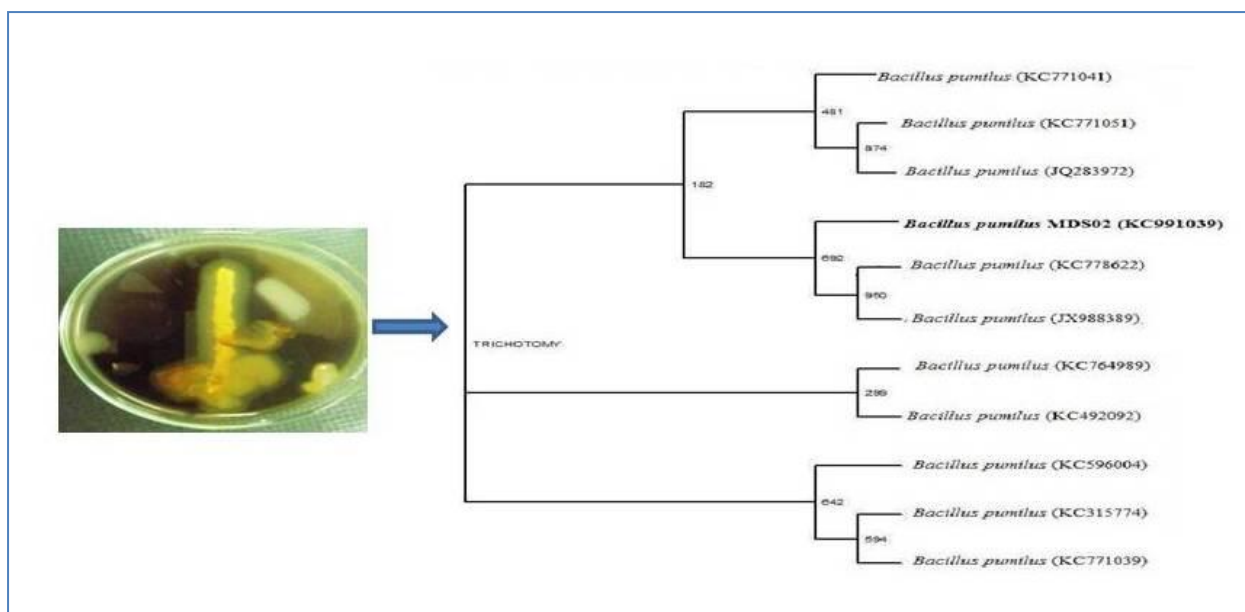 Bacillus pumilus (KC771041)
461
Bacillus pumilus (KC771051)
874
Bacillus pumilus (JQ283972)
182
Bacillus pumilus MDS02 (KC991039)
692
Bacillus pumilus (KC778622)
950
Bacillus pumilus (JX988389)
TRICHOTOMY
Bacillus pumilus (KC764989)
299
Bacillus pumilus (KC492092)
Bacillus pumilus (KC596004)
642
Bacillus pumilus (KC315774)
594
Bacillus pumilus (KC771039)